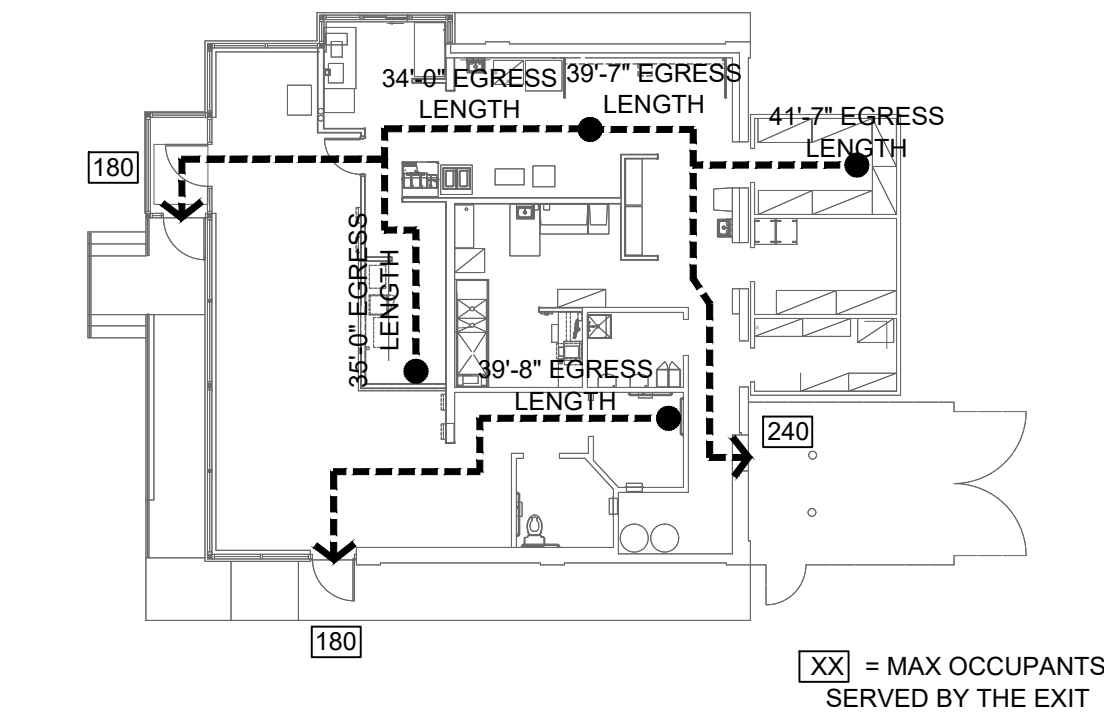 34'-0" EGRESS
LENGTH
39'-7" EGRESS
LENGTH
41'-7" EGRESS
LENGTH
180
35'-0" EGRESS
LENGTH
39'-8" EGRESS
LENGTH
240
180
XX = MAX OCCUPANTS
SERVED BY THE EXIT